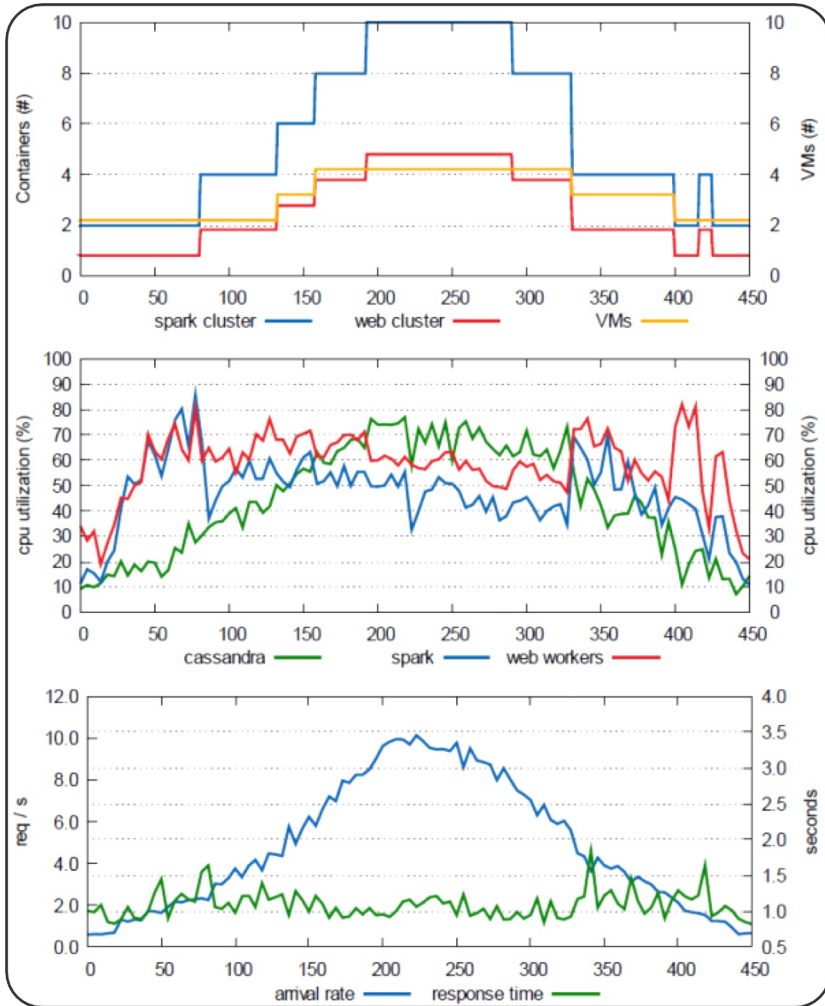 10 10
8 8
6 6
4 4
2 2
0 0
Containers (#)
VMs (#)
0 50 100 150 200 250 300 350 400 450
spark cluster web cluster VMs
100 100
90 90
80 80
70 70
60 60
50 50
40 40
30 30
20 20
10 10
0 0
cpu utilization (%)
cpu utilization (%)
0 50 100 150 200 250 300 350 400 450
cassandra spark web workers
12.0 4.0
3.5
10.0
3.0
8.0
2.5
6.0
2.0
4.0
1.5
2.0 1.0
0.0 0.5
req / s
seconds
0 50 100 150 200 250 300 350 400 450
arrival rate response time